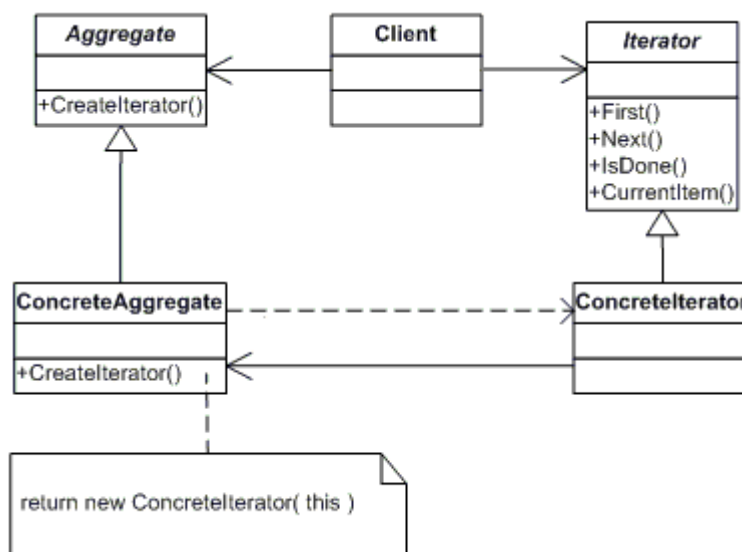 Aggregate
Client
Iterator
+CreateIterator()
+First()
+Next()
+IsDone()
+CurrentItem()
ConcreteAggregate
ConcreteIterator
+CreateIterator()
return new ConcreteIterator( this )